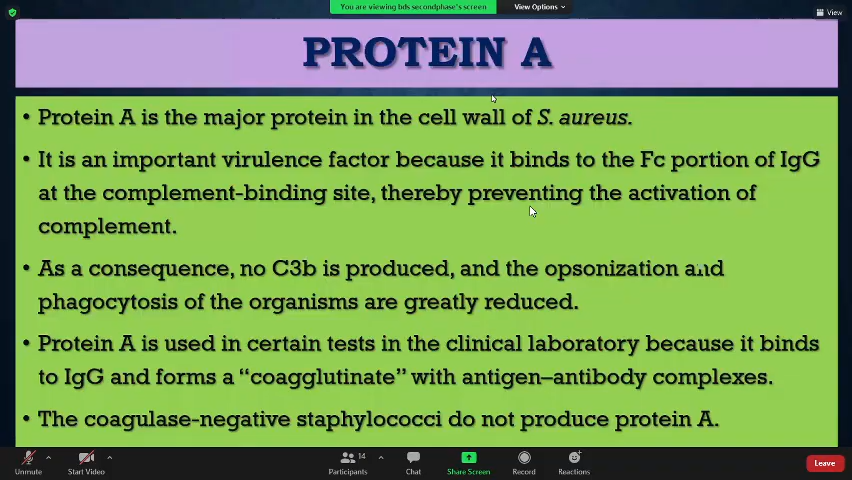 You are viewing bds secondphase's screen
View Options
View
PROTEIN A
• Protein A is the major protein in the cell wall of S. aureus.
• It is an important virulence factor because it binds to the Fc portion of IgG
at the complement-binding site, thereby preventing the activation of
complement.
• As a consequence, no C3b is produced, and the opsonization and
phagocytosis of the organisms are greatly reduced.
• Protein A is used in certain tests in the clinical laboratory because it binds
to IgG and forms a “coagglutinate” with antigen–antibody complexes.
• The coagulase-negative staphylococci do not produce protein A.
Unmute
Start Video
Participants
14
Chat
Share Screen
Record
Reactions
Leave